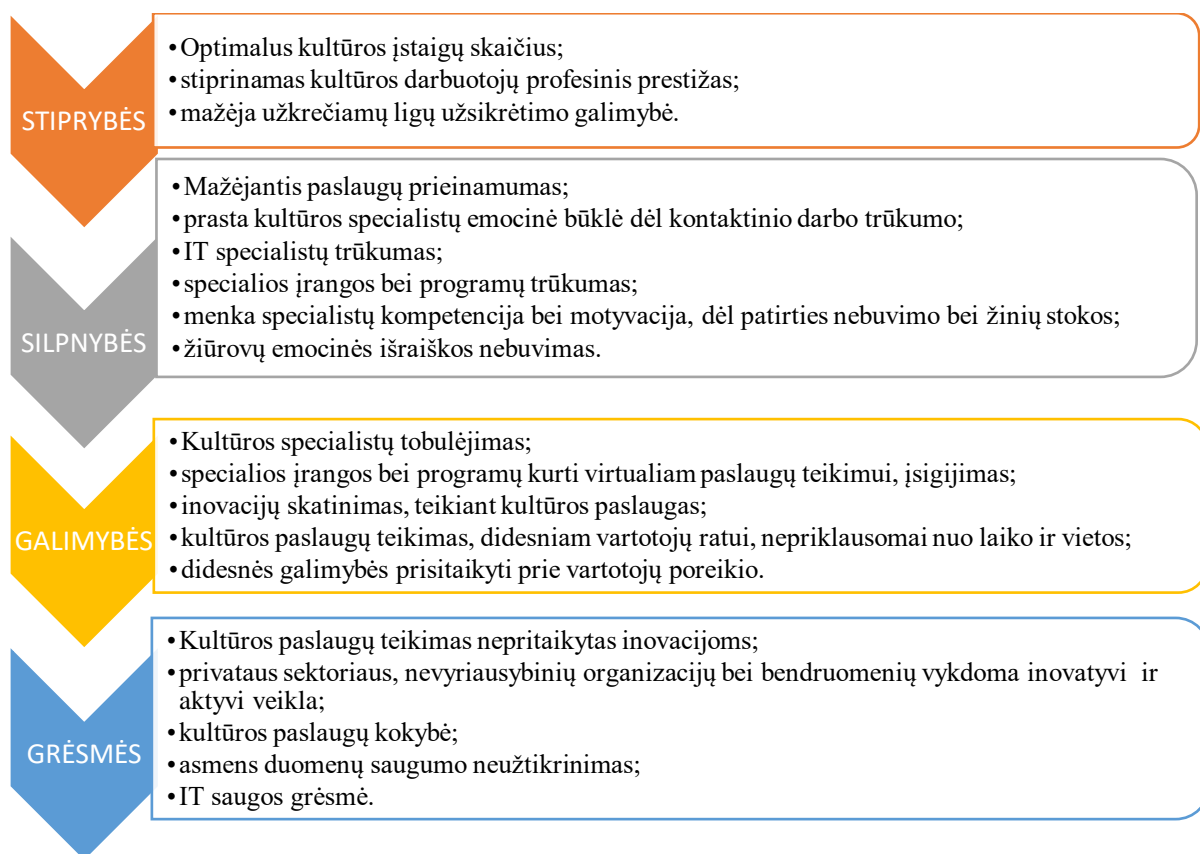 STIPRYBĖS
•Optimalus kultūros įstaigų skaičius;
•stiprinamas kultūros darbuotojų profesinis prestižas;
•mažėja užkrečiamų ligų užsikrėtimo galimybė.
SILPNYBĖS
•Mažėjantis paslaugų prieinamumas;
•prasta kultūros specialistų emocinė būklė dėl kontaktinio darbo trūkumo;
•IT specialistų trūkumas;
•specialios įrangos bei programų trūkumas;
•menka specialistų kompetencija bei motyvacija, dėl patirties nebuvimo bei žinių stokos;
•žiūrovų emocinės išraiškos nebuvimas.
GALIMYBĖS
•Kultūros specialistų tobulėjimas;
•specialios įrangos bei programų kurti virtualiam paslaugų teikimui, įsigijimas;
•inovacijų skatinimas, teikiant kultūros paslaugas;
•kultūros paslaugų teikimas, didesniam vartotojų ratui, nepriklausomai nuo laiko ir vietos;
•didesnės galimybės prisitaikyti prie vartotojų poreikio.
GRĖSMĖS
•Kultūros paslaugų teikimas nepritaikytas inovacijoms;
•privataus sektoriaus, nevyriausybinių organizacijų bei bendruomenių vykdoma inovatyvi ir
aktyvi veikla;
•kultūros paslaugų kokybė;
•asmens duomenų saugumo neužtikrinimas;
•IT saugos grėsmė.